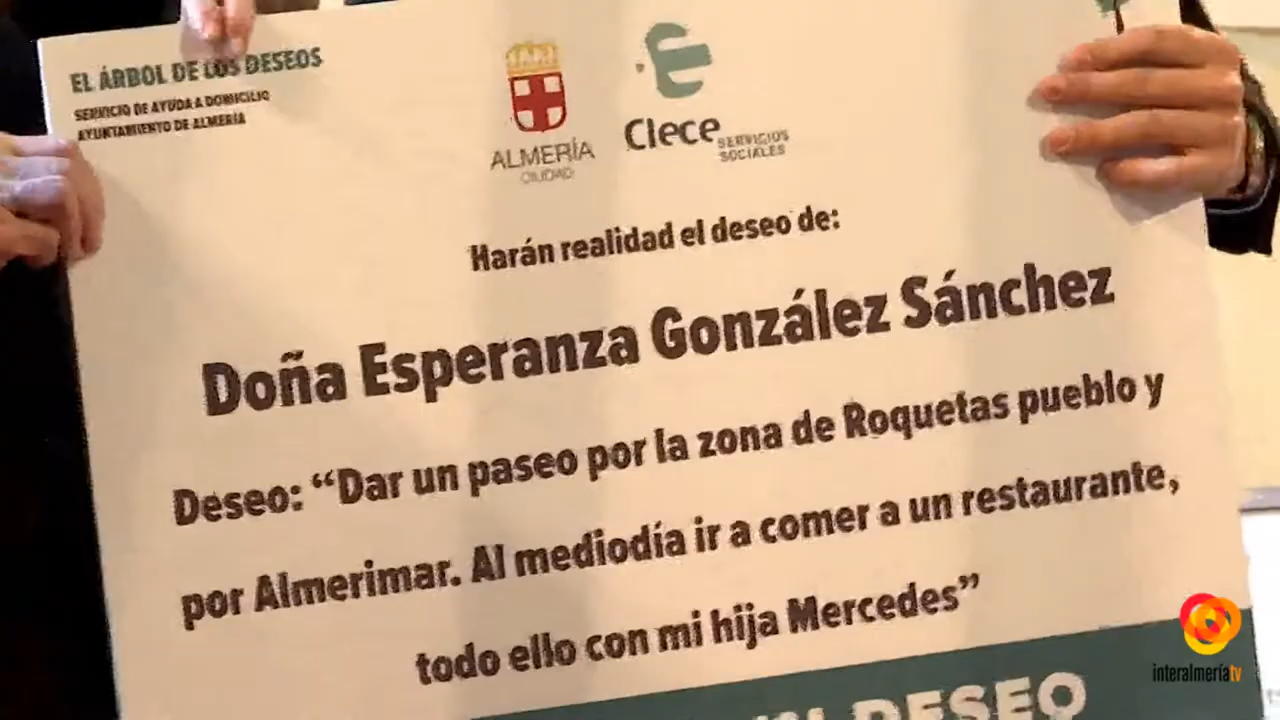 EL ÁRBOL DE LOS DESEOS
SERVICIO DE AYUDA A DOMICILIO
AYUNTAMIENTO DE ALMERÍA
ALMERÍA
CIUDAD
Clece SERVICIOS
SOCIALES
Harán realidad el deseo de:
Doña Esperanza González Sánchez
Deseo: “Dar un paseo por la zona de Roquetas pueblo y
por Almerimar. Al mediodía ir a comer a un restaurante,
todo ello con mi hija Mercedes”
DESEO
interalmeríatv